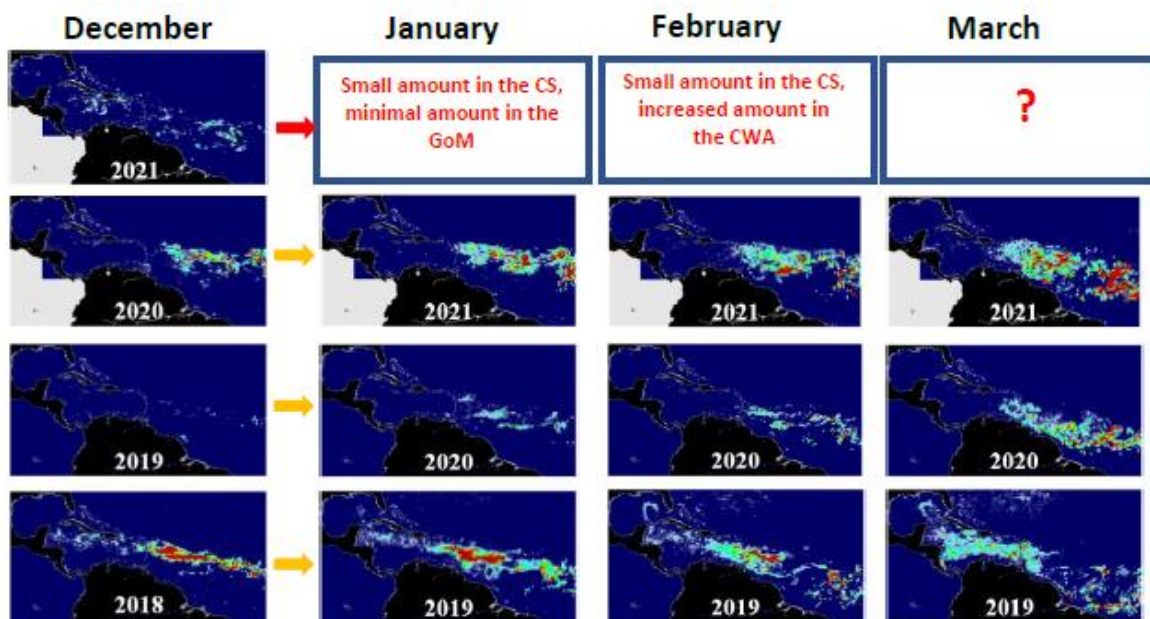 December
January
February
March
2021
Small amount in the CS,
minimal amount in the
GoM
Small amount in the CS,
increased amount in
the CWA
?
2020
2021
2021
2021
2019
2020
2020
2020
2018
2019
2019
2019